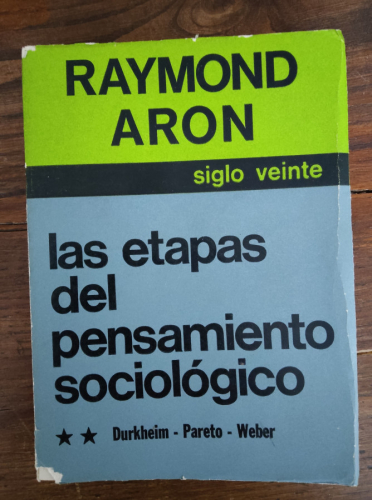 RAYMOND
ARON
siglo veinte
las etapas
del
pensamiento
sociológico
★★ Durkheim - Pareto - Weber